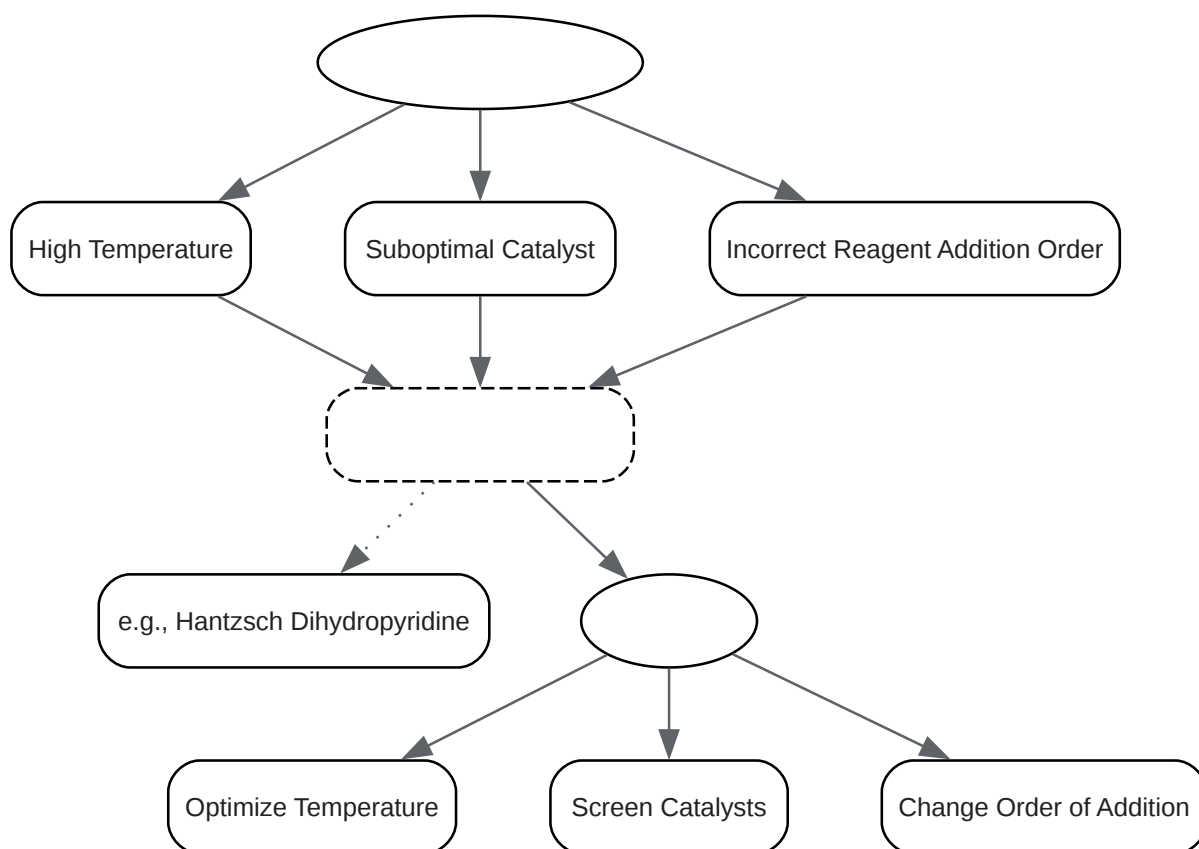 High Temperature
Suboptimal Catalyst
Incorrect Reagent Addition Order
e.g., Hantzsch Dihydropyridine
Optimize Temperature
Screen Catalysts
Change Order of Addition